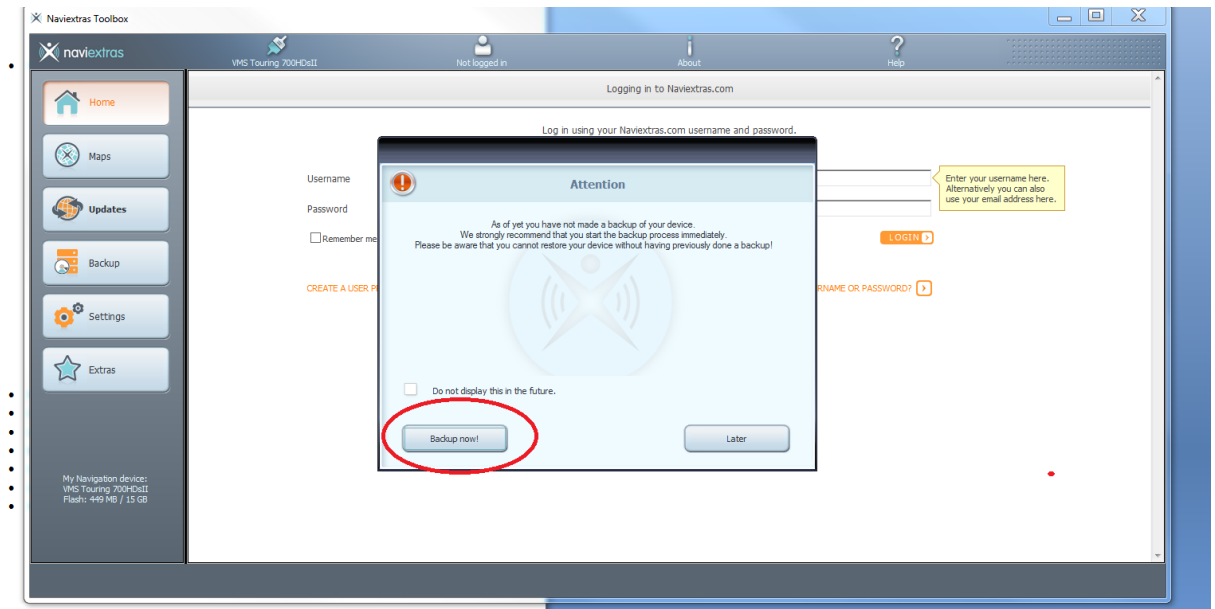 Naviextras Toolbox
naviextras
VMS Touring 700HDsII
Not logged in
About
Help
Home
Maps
Updates
Backup
Settings
Extras
My Navigation device:
VMS Touring 700HDsII
Flash: 449 MB / 15 GB
Logging in to Naviextras.com
Log in using your Naviextras.com username and password.
Username
Password
Remember me
Enter your username here.
Alternatively you can also
use your email address here.
LOGIN
CREATE A USER
RNAME OR PASSWORD?
Attention
As of yet you have not made a backup of your device.
We strongly recommend that you start the backup process immediately.
Please be aware that you cannot restore your device without having previously done a backup!
Do not display this in the future.
Backup now!
Later